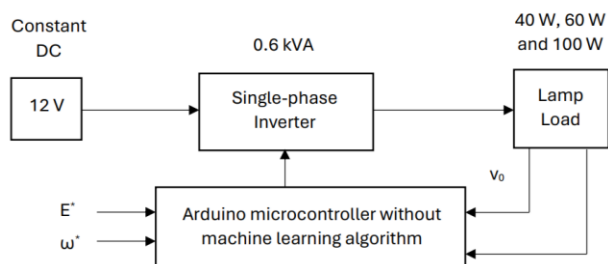 Constant
DC
0.6 kVA
40 W, 60 W
and 100 W
12 V
Single-phase
Inverter
Lamp
Load
v₀
E*
ω*
Arduino microcontroller without
machine learning algorithm